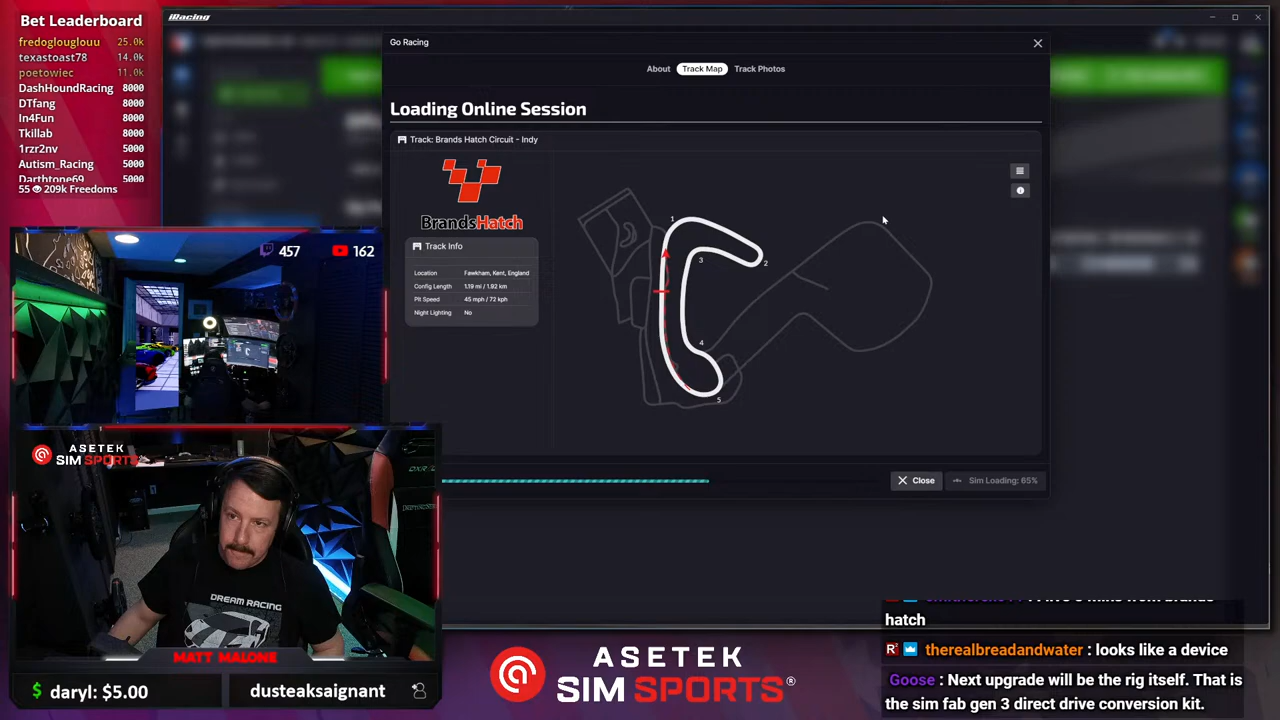 Bet Leaderboard
fredoglouglouu 25.0k
texastoast78 14.0k
poetowiec 11.0k
DashHoundRacing 8000
DTfang 8000
In4Fun 8000
Tkillab 8000
1rzr2nv 5000
Autism_Racing 5000
Darthtone69 5000
55 209k Freedoms
iRacing
Go Racing
About Track Map Track Photos
Loading Online Session
Track: Brands Hatch Circuit - Indy
BrandsHatch
Track Info
Location Fawkham, Kent, England
Config Length 1.19 mi / 1.92 km
Pit Speed 45 mph / 72 kph
Night Lighting No
1
2
3
4
5
Close Sim Loading: 65%
457 162
ASETEK
SIM SPORTS
DREAM RACING
MATT MALONE
$ daryl: $5.00 dusteaksaignant
ASETEK
SIM SPORTS®
hatch
therealbreadandwater : looks like a device
Goose : Next upgrade will be the rig itself. That is
the sim fab gen 3 direct drive conversion kit.